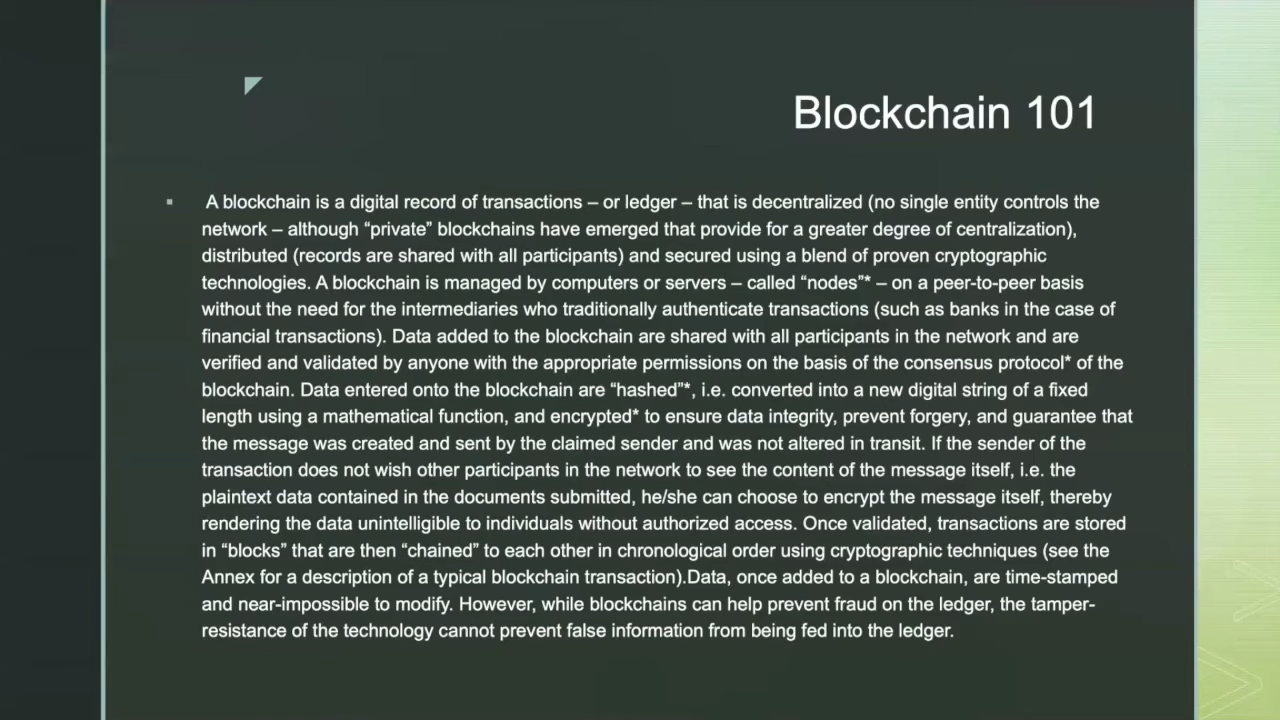 Blockchain 101
▪ A blockchain is a digital record of transactions – or ledger – that is decentralized (no single entity controls the
network – although “private” blockchains have emerged that provide for a greater degree of centralization),
distributed (records are shared with all participants) and secured using a blend of proven cryptographic
technologies. A blockchain is managed by computers or servers – called “nodes”* – on a peer-to-peer basis
without the need for the intermediaries who traditionally authenticate transactions (such as banks in the case of
financial transactions). Data added to the blockchain are shared with all participants in the network and are
verified and validated by anyone with the appropriate permissions on the basis of the consensus protocol* of the
blockchain. Data entered onto the blockchain are “hashed”*, i.e. converted into a new digital string of a fixed
length using a mathematical function, and encrypted* to ensure data integrity, prevent forgery, and guarantee that
the message was created and sent by the claimed sender and was not altered in transit. If the sender of the
transaction does not wish other participants in the network to see the content of the message itself, i.e. the
plaintext data contained in the documents submitted, he/she can choose to encrypt the message itself, thereby
rendering the data unintelligible to individuals without authorized access. Once validated, transactions are stored
in “blocks” that are then “chained” to each other in chronological order using cryptographic techniques (see the
Annex for a description of a typical blockchain transaction).Data, once added to a blockchain, are time-stamped
and near-impossible to modify. However, while blockchains can help prevent fraud on the ledger, the tamper-
resistance of the technology cannot prevent false information from being fed into the ledger.